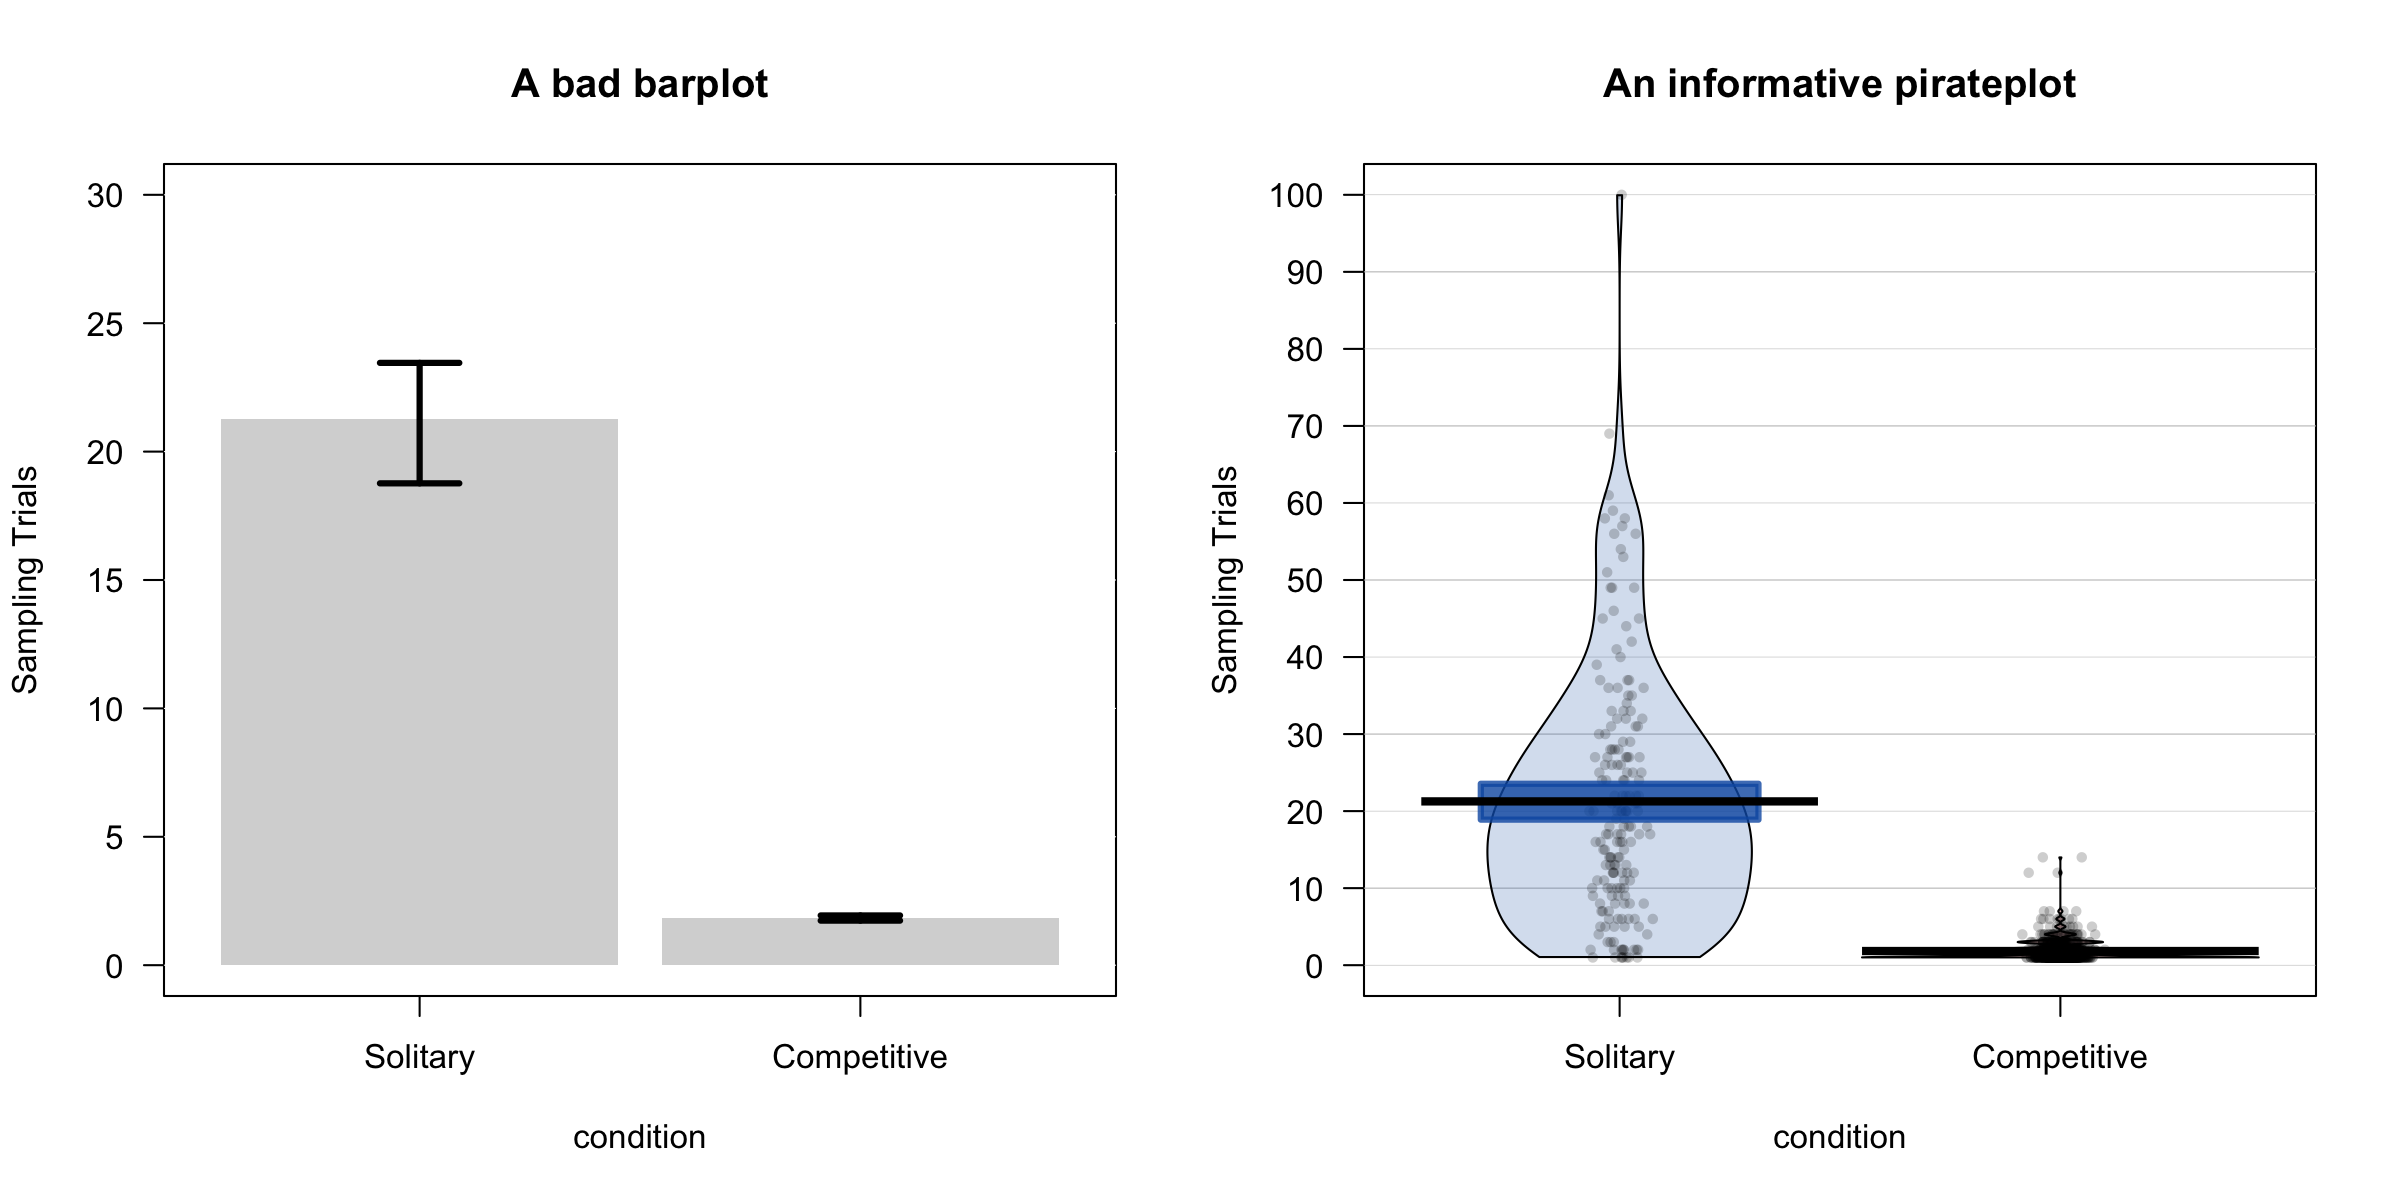 A bad barplot
30
25
20
15
10
5
0
Sampling Trials
Solitary
Competitive
condition
An informative pirateplot
100
90
80
70
60
50
40
30
20
10
0
Sampling Trials
Solitary
Competitive
condition